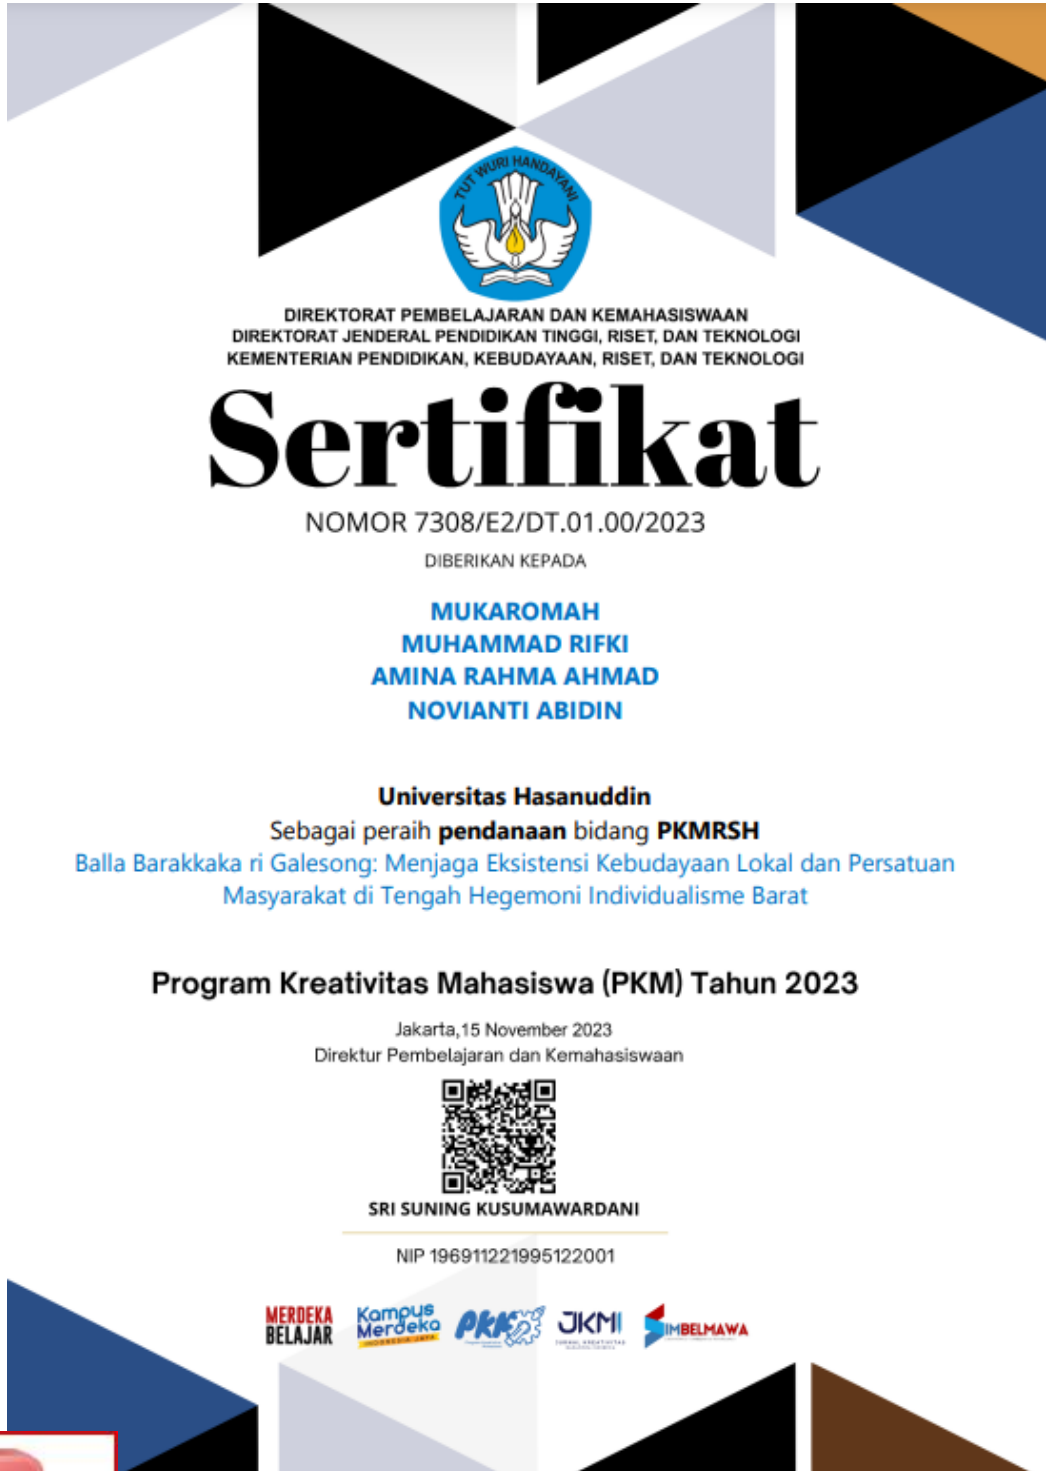 TUT WURI HANDAYANI
DIREKTORAT PEMBELAJARAN DAN KEMAHASISWAAN
DIREKTORAT JENDERAL PENDIDIKAN TINGGI, RISET, DAN TEKNOLOGI
KEMENTERIAN PENDIDIKAN, KEBUDAYAAN, RISET, DAN TEKNOLOGI
Sertifikat
NOMOR 7308/E2/DT.01.00/2023
DIBERIKAN KEPADA
MUKAROMAH
MUHAMMAD RIFKI
AMINA RAHMA AHMAD
NOVIANTI ABIDIN
Universitas Hasanuddin
Sebagai peraih pendanaan bidang PKMRSH
Balla Barakkaka ri Galesong: Menjaga Eksistensi Kebudayaan Lokal dan Persatuan
Masyarakat di Tengah Hegemoni Individualisme Barat
Program Kreativitas Mahasiswa (PKM) Tahun 2023
Jakarta,15 November 2023
Direktur Pembelajaran dan Kemahasiswaan
SRI SUNING KUSUMAWARDANI
NIP 196911221995122001
MERDEKA
BELAJAR
Kampus
Merdeka
INDONESIA JAYA
JKMI
SIMBELMAWA